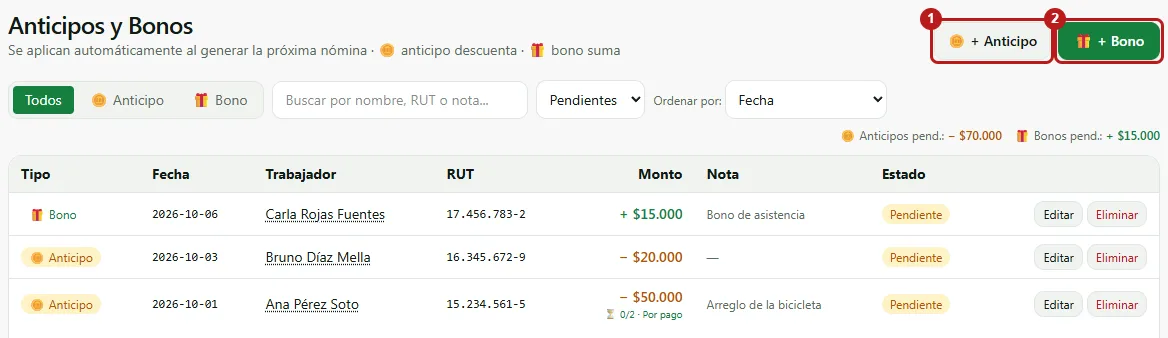 Anticipos y Bonos
Se aplican automáticamente al generar la próxima nómina · anticipo descuenta · bono suma
1 + Anticipo 2 + Bono
Todos Anticipo Bono Buscar por nombre, RUT o nota... Pendientes Ordenar por: Fecha
Anticipos pend.: − $70.000 Bonos pend.: + $15.000
Tipo Fecha Trabajador RUT Monto Nota Estado
Bono 2026-10-06 Carla Rojas Fuentes 17.456.783-2 + $15.000 Bono de asistencia Pendiente Editar Eliminar
Anticipo 2026-10-03 Bruno Díaz Mella 16.345.672-9 − $20.000 — Pendiente Editar Eliminar
Anticipo 2026-10-01 Ana Pérez Soto 15.234.561-5 − $50.000 Arreglo de la bicicleta Pendiente Editar Eliminar
0/2 · Por pago